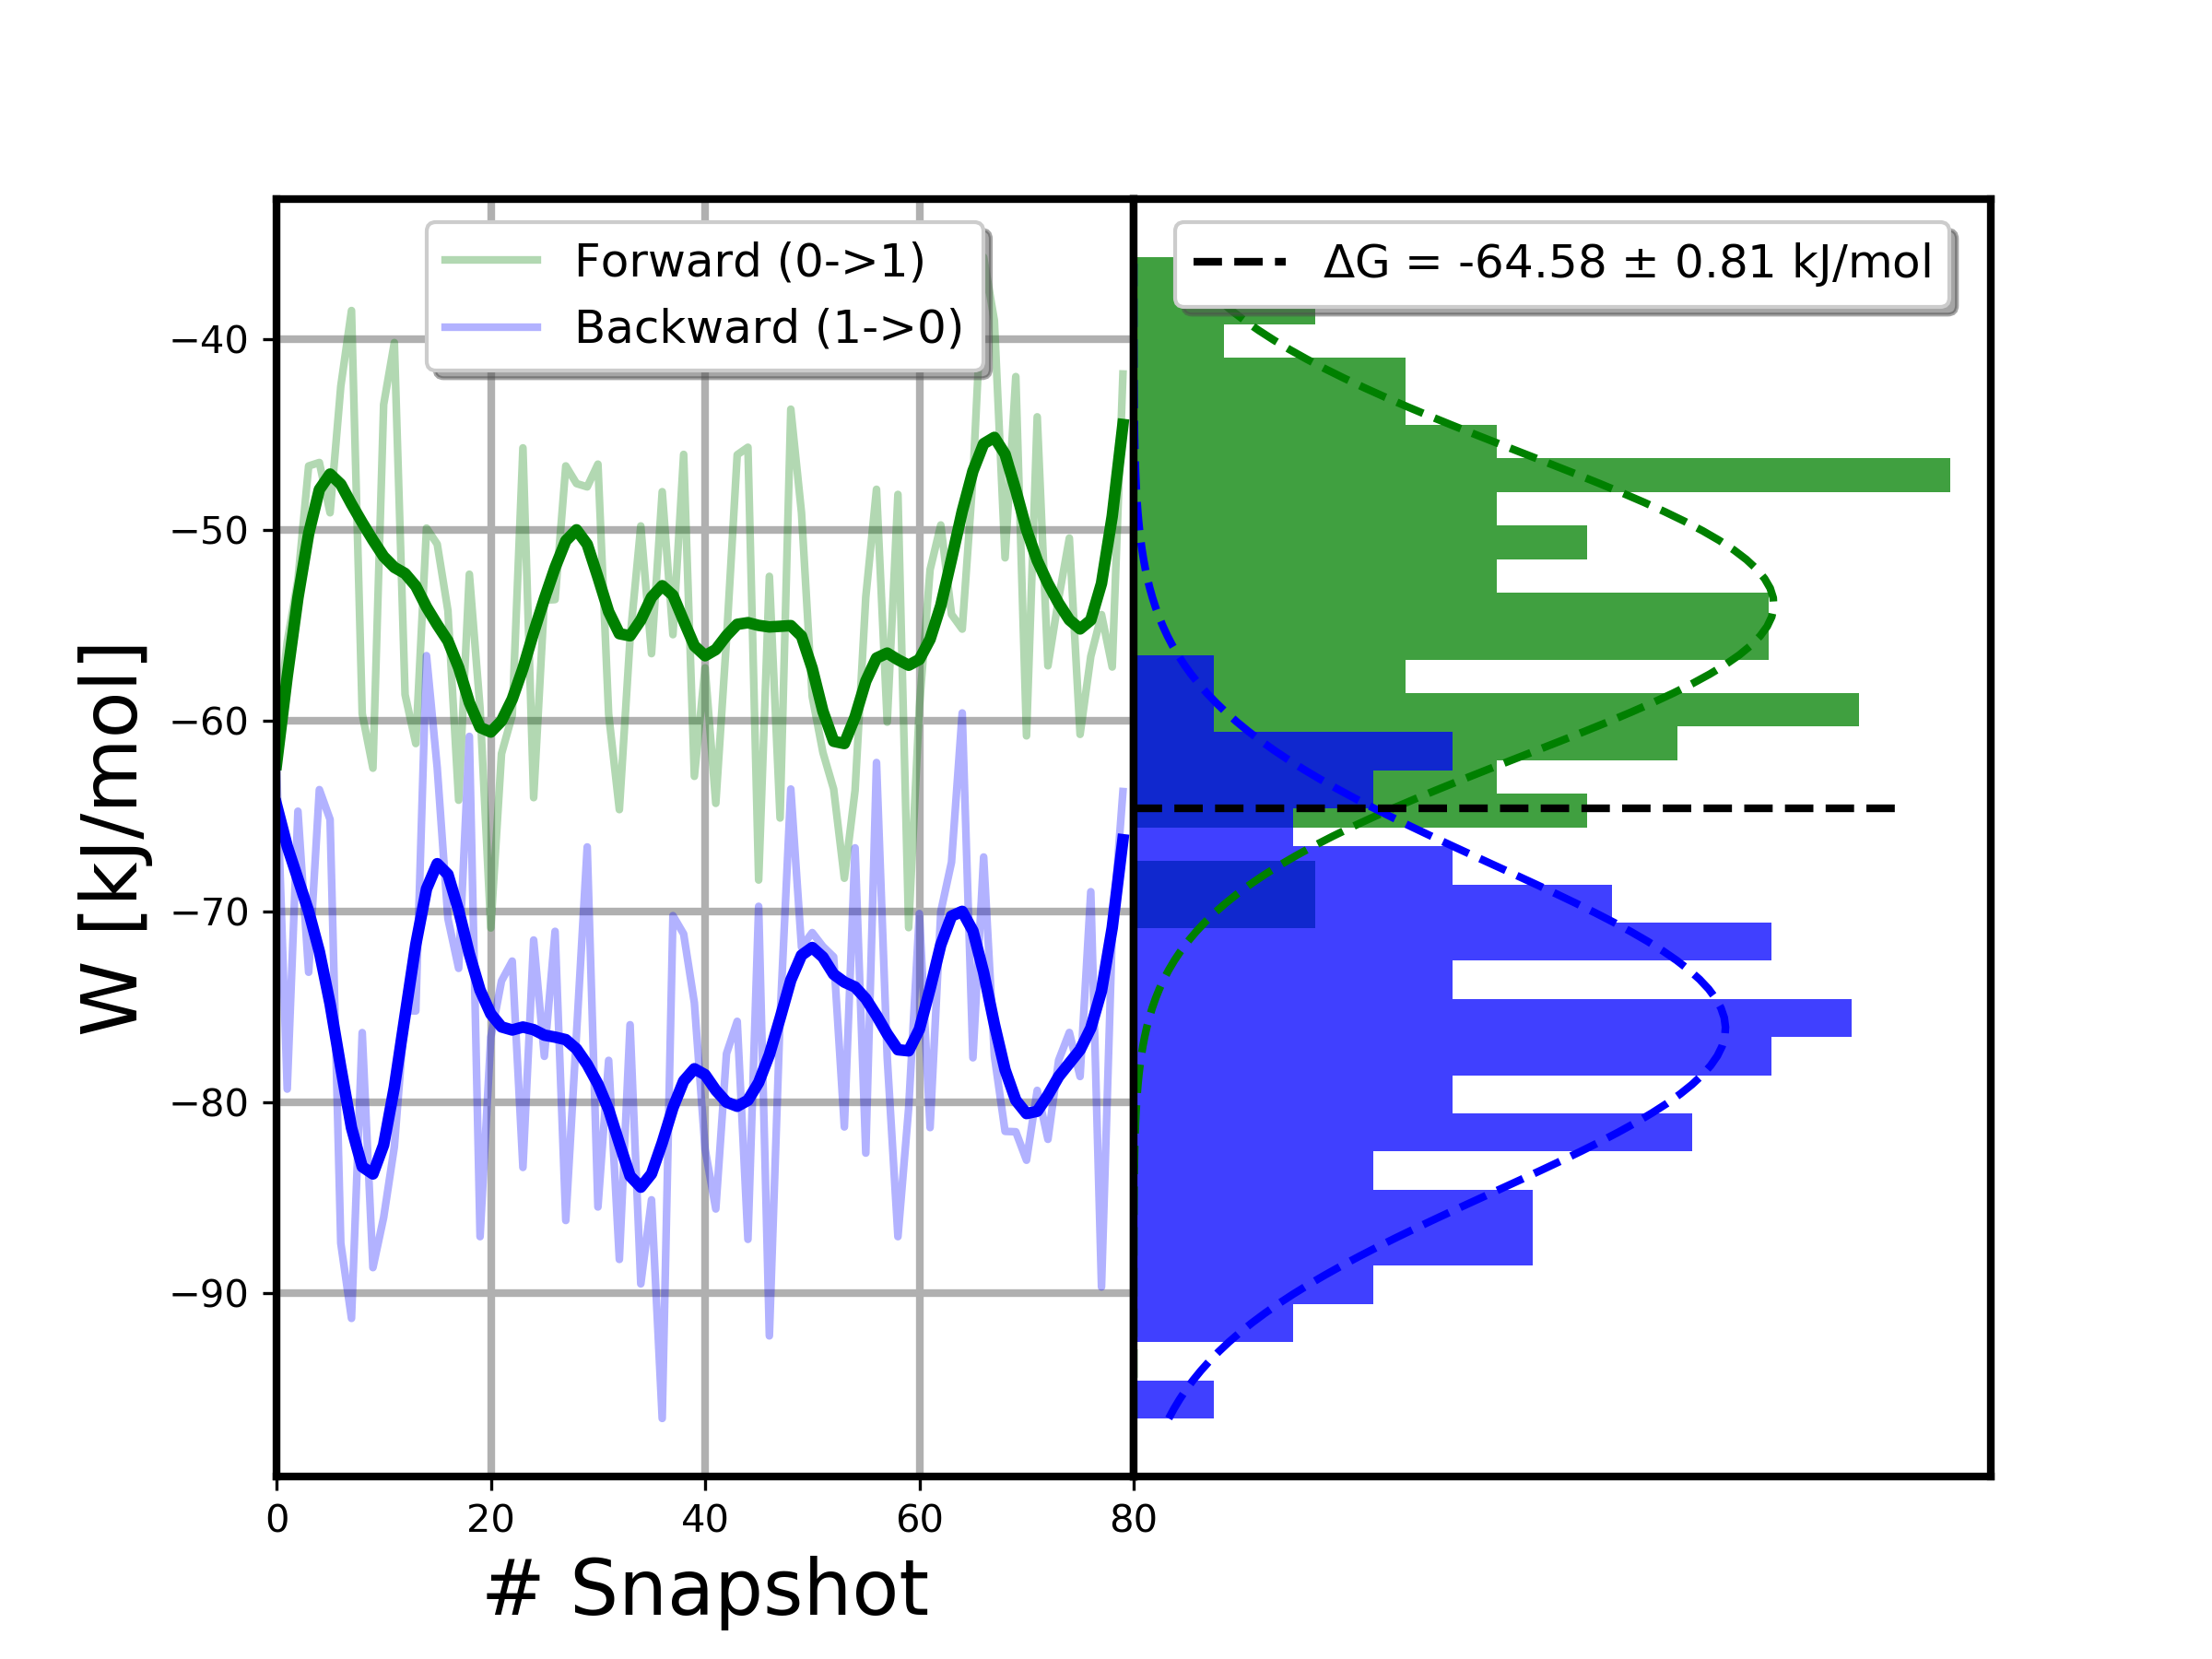 Forward (0->1)
Backward (1->0)
ΔG = -64.58 ± 0.81 kJ/mol
−40
−50
−60
−70
−80
−90
W [kJ/mol]
0 20 40 60 80
# Snapshot